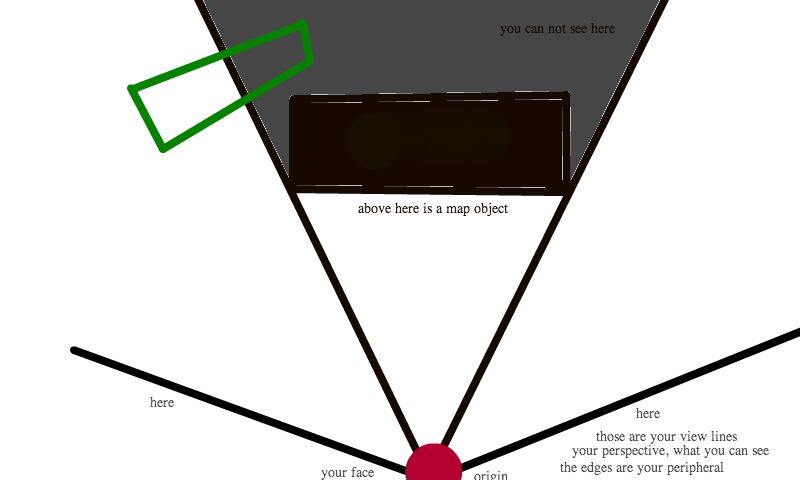 you can not see here
above here is a map object
here
here
those are your view lines
your perspective, what you can see
the edges are your peripheral
your face
origin